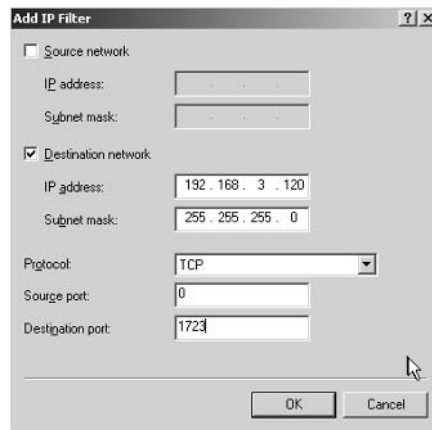 Add IP Filter
Source network
IP address:
Subnet mask:
Destination network
IP address: 192 . 168 . 3 . 120
Subnet mask: 255 . 255 . 255 . 0
Protocol: TCP
Source port: 0
Destination port: 1723
OK Cancel